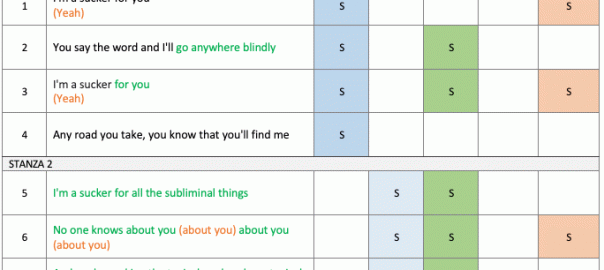 1 I'm a sucker for you S S
(Yeah)
2 You say the word and I'll go anywhere blindly S S
3 I'm a sucker for you S S S
(Yeah)
4 Any road you take, you know that you'll find me S
STANZA 2
5 I'm a sucker for all the subliminal things S S
6 No one knows about you (about you) about you S S S
(about you)